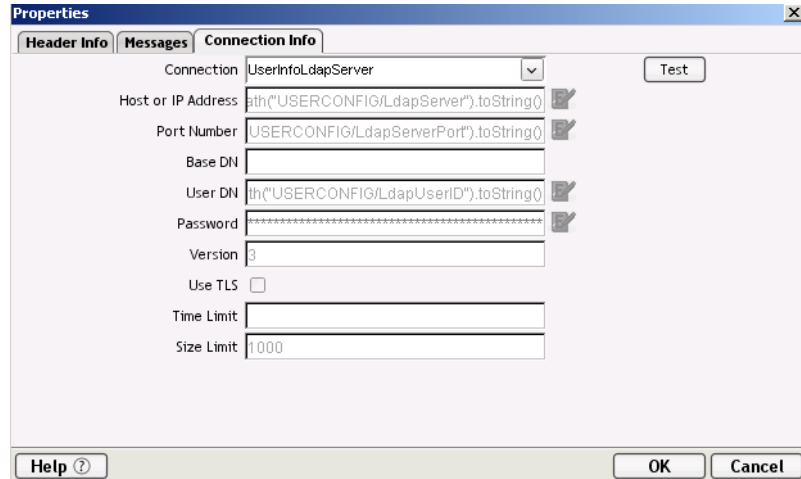 Properties
Header Info Messages Connection Info
Connection UserInfoLdapServer Test
Host or IP Address ath("USERCONFIG/LdapServer").toString()
Port Number USERCONFIG/LdapServerPort").toString()
Base DN
User DN th("USERCONFIG/LdapUserID").toString()
Password ********************************************
Version 3
Use TLS
Time Limit
Size Limit 1000
Help ? OK Cancel